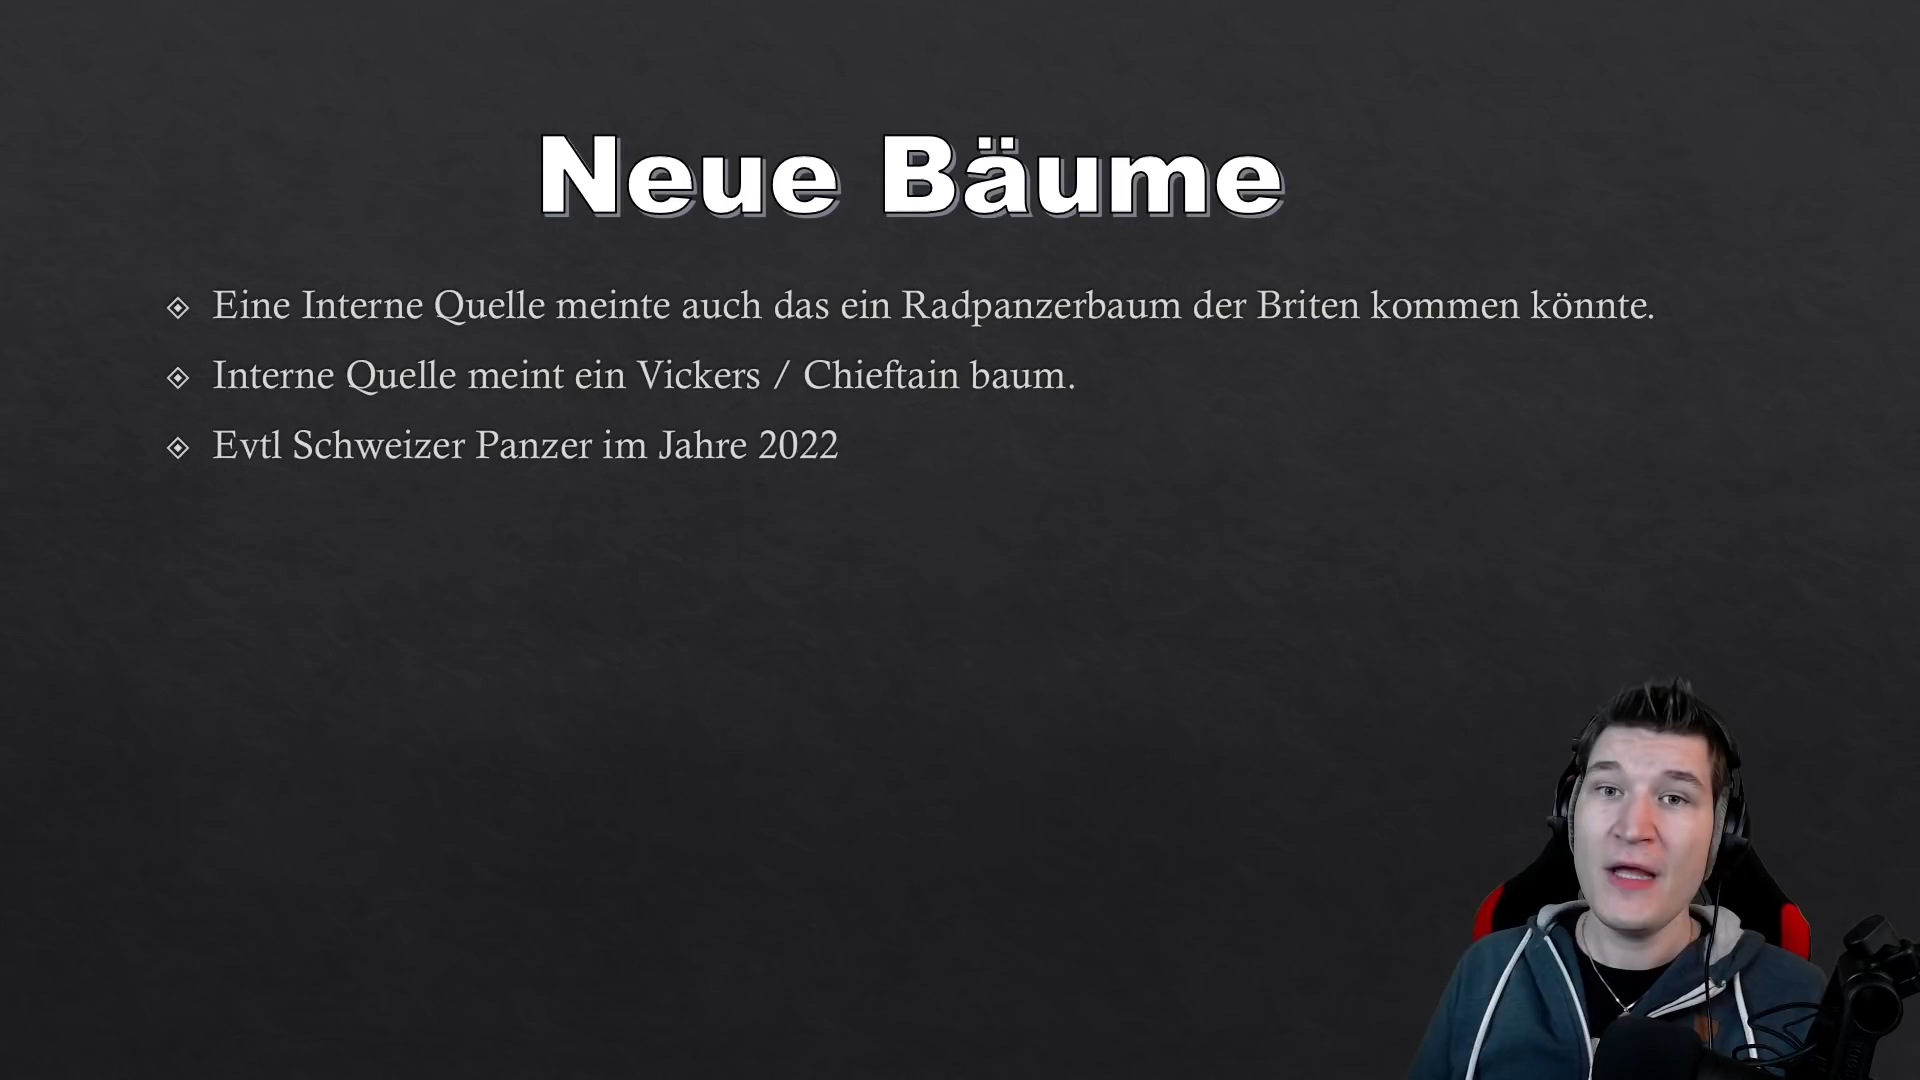 Neue Bäume
Eine Interne Quelle meinte auch das ein Radpanzerbaum der Briten kommen könnte.
Interne Quelle meint ein Vickers / Chieftain baum.
Evtl Schweizer Panzer im Jahre 2022